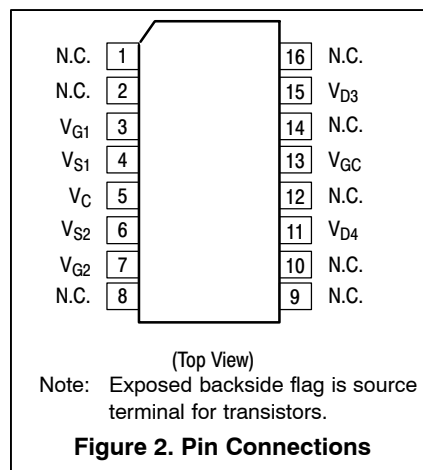 N.C. 1 16 N.C.
N.C. 2 15 VD3
VG1 3 14 N.C.
VS1 4 13 VGC
VC 5 12 N.C.
VS2 6 11 VD4
VG2 7 10 N.C.
N.C. 8 9 N.C.
(Top View)
Note: Exposed backside flag is source
terminal for transistors.
Figure 2. Pin Connections